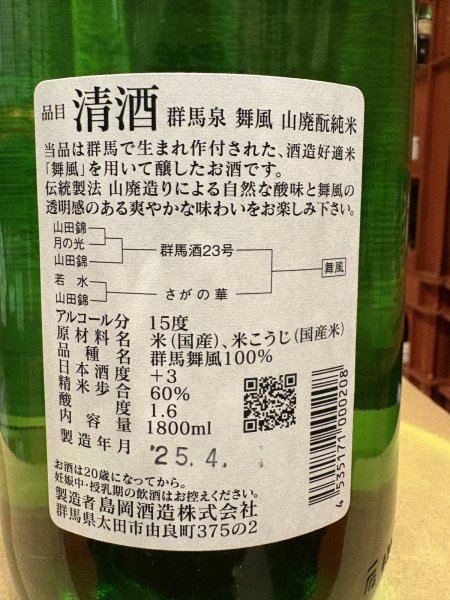 品目 清酒 群馬泉 舞風 山廃酛純米
当品は群馬で生まれ作付された、酒造好適米
「舞風」を用いて醸したお酒です。
伝統製法 山廃造りによる自然な酸味と舞風の
透明感のある爽やかな味わいをお楽しみ下さい。
山田錦
月の光
山田錦
群馬酒23号
舞風
若水
山田錦
さがの華
アルコール分 15度
原材料名 米(国産)、米こうじ(国産米)
品種名 群馬舞風100%
日本酒度 +3
精米歩合 60%
酸度 1.6
内容量 1800ml
製造年月 '25.4.
お酒は20歳になってから。
妊娠中・授乳期の飲酒はお控えください。
製造者 島岡酒造株式会社
群馬県太田市由良町375の2
4 535171 000208